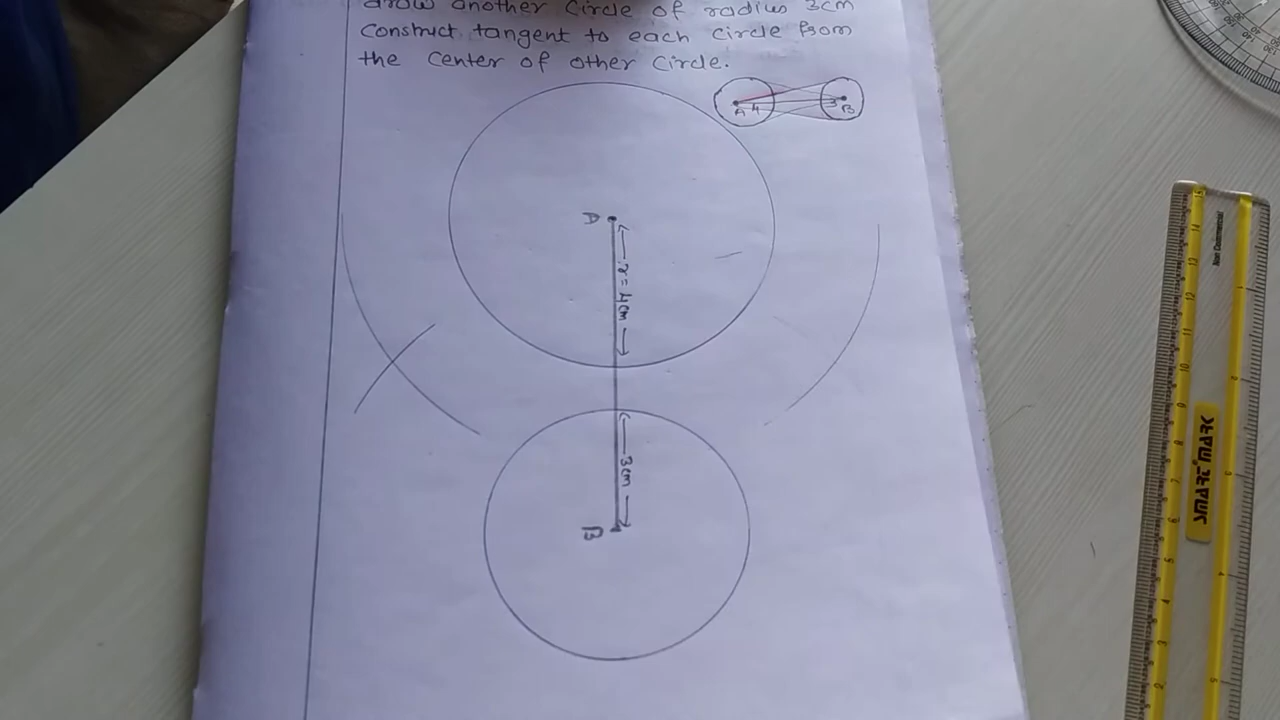 draw another Circle of radius 3cm
Construct tangent to each circle from
the center of other circle.
A 4 3 B
A
r = 4cm
3cm
B
SMART MARK